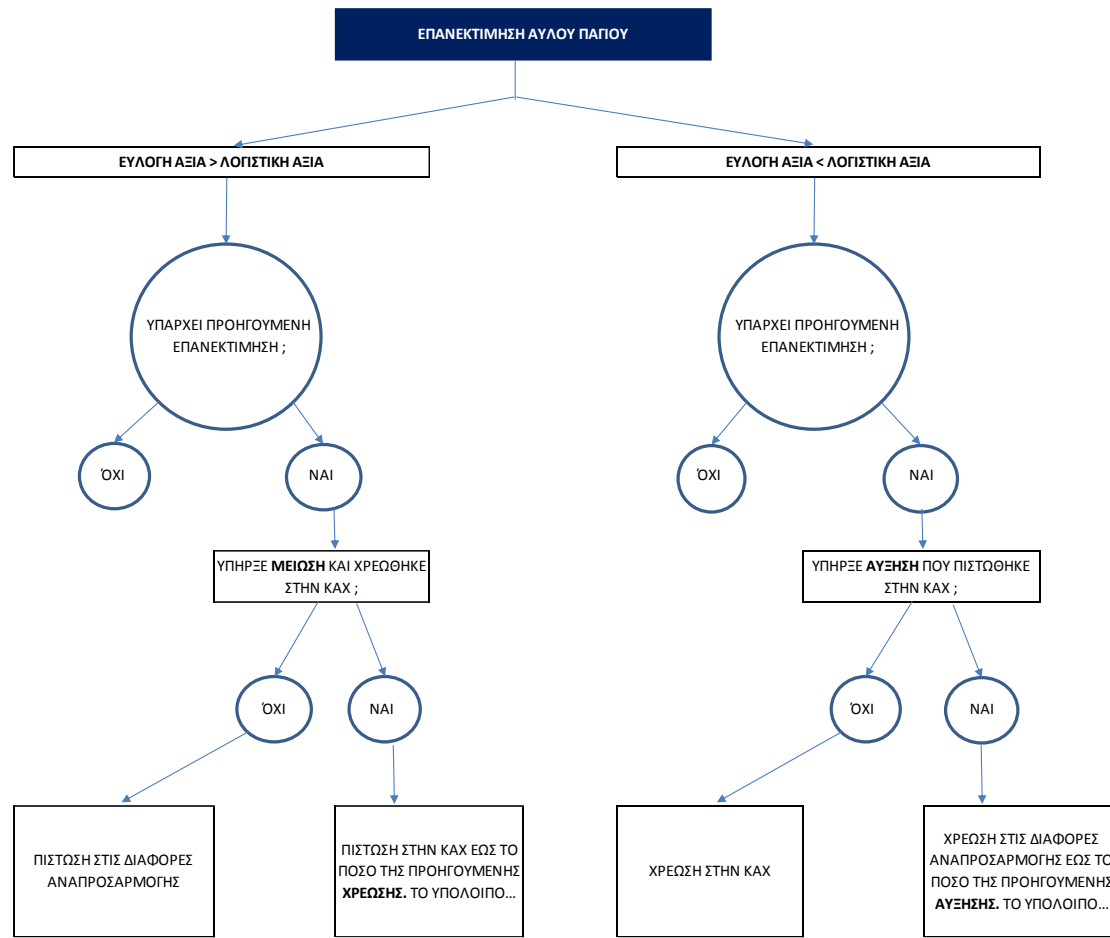 ΕΠΑΝΕΚΤΙΜΗΣΗ ΑΥΛΟΥ ΠΑΓΙΟΥ
ΕΥΛΟΓΗ ΑΞΙΑ > ΛΟΓΙΣΤΙΚΗ ΑΞΙΑ
ΕΥΛΟΓΗ ΑΞΙΑ < ΛΟΓΙΣΤΙΚΗ ΑΞΙΑ
ΥΠΑΡΧΕΙ ΠΡΟΗΓΟΥΜΕΝΗ
ΕΠΑΝΕΚΤΙΜΗΣΗ ;
ΥΠΑΡΧΕΙ ΠΡΟΗΓΟΥΜΕΝΗ
ΕΠΑΝΕΚΤΙΜΗΣΗ ;
ΌΧΙ
ΝΑΙ
ΌΧΙ
ΝΑΙ
ΥΠΗΡΞΕ ΜΕΙΩΣΗ ΚΑΙ ΧΡΕΩΘΗΚΕ
ΣΤΗΝ ΚΑΧ ;
ΥΠΗΡΞΕ ΑΥΞΗΣΗ ΠΟΥ ΠΙΣΤΩΘΗΚΕ
ΣΤΗΝ ΚΑΧ ;
ΌΧΙ
ΝΑΙ
ΌΧΙ
ΝΑΙ
ΠΙΣΤΩΣΗ ΣΤΙΣ ΔΙΑΦΟΡΕΣ
ΑΝΑΠΡΟΣΑΡΜΟΓΗΣ
ΠΙΣΤΩΣΗ ΣΤΗΝ ΚΑΧ ΕΩΣ ΤΟ
ΠΟΣΟ ΤΗΣ ΠΡΟΗΓΟΥΜΕΝΗΣ
ΧΡΕΩΣΗΣ. ΤΟ ΥΠΟΛΟΙΠΟ...
ΧΡΕΩΣΗ ΣΤΗΝ ΚΑΧ
ΧΡΕΩΣΗ ΣΤΙΣ ΔΙΑΦΟΡΕΣ
ΑΝΑΠΡΟΣΑΡΜΟΓΗΣ ΕΩΣ ΤΟ
ΠΟΣΟ ΤΗΣ ΠΡΟΗΓΟΥΜΕΝΗΣ
ΑΥΞΗΣΗΣ. ΤΟ ΥΠΟΛΟΙΠΟ...